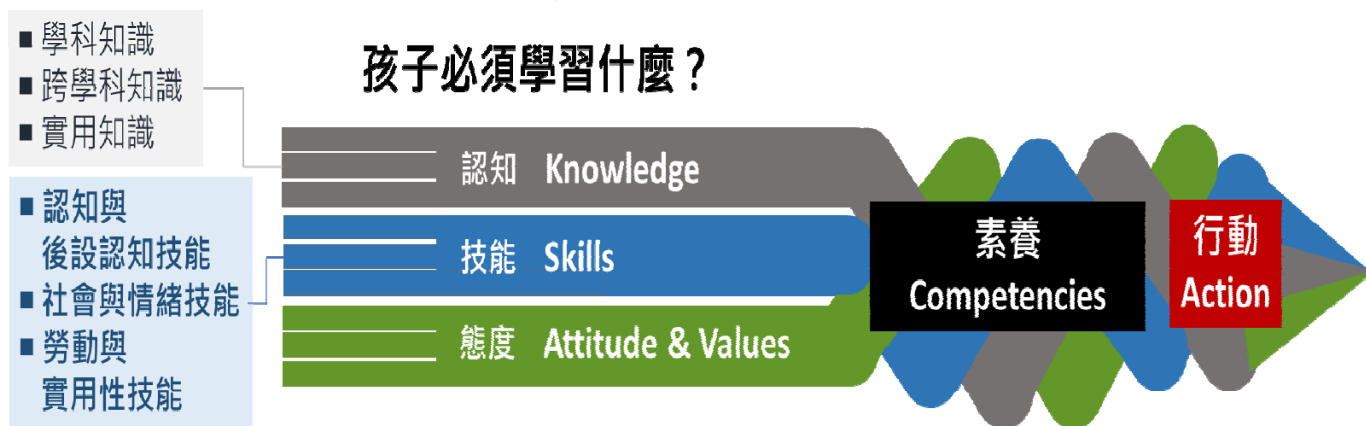 孩子必須學習什麼？
■ 學科知識
■ 跨學科知識
■ 實用知識
■ 認知與
後設認知技能
■ 社會與情緒技能
■ 勞動與
實用性技能
認知 Knowledge
技能 Skills
態度 Attitude & Values
素養
Competencies
行動
Action